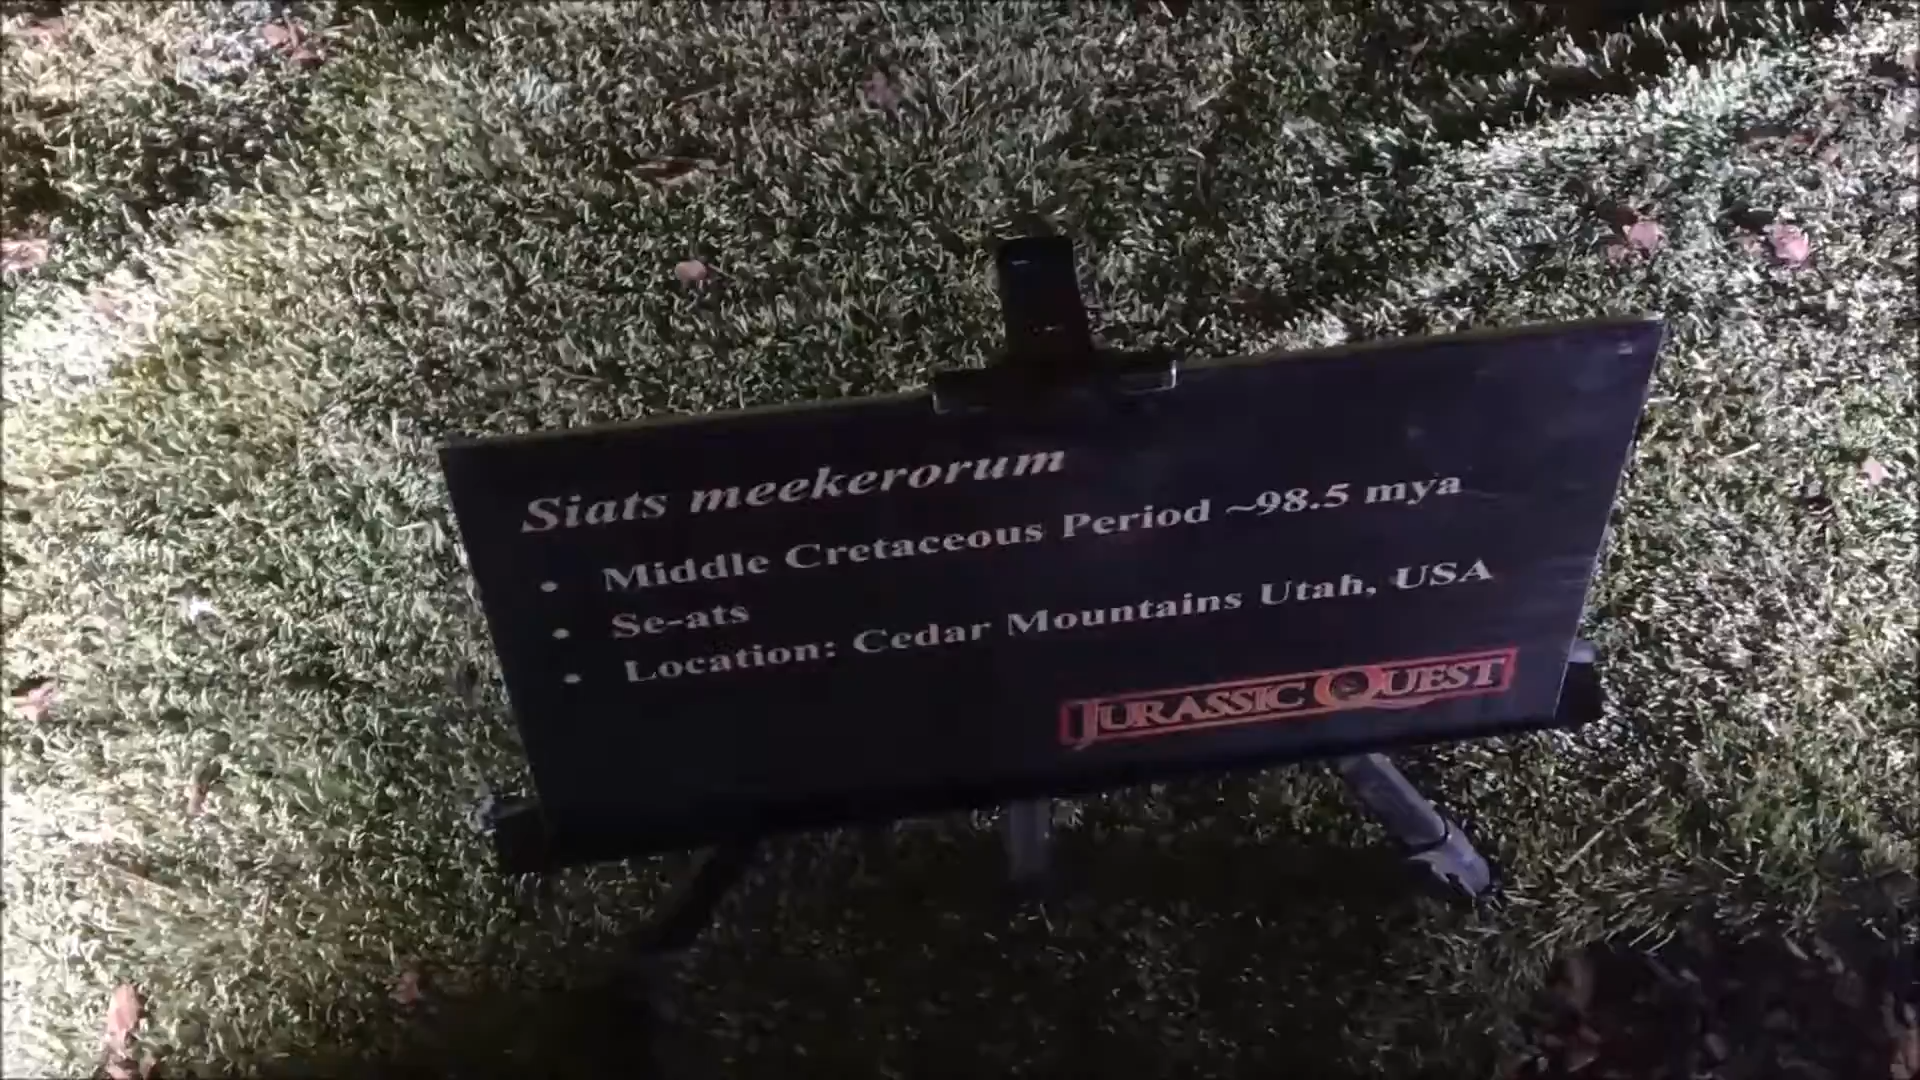 Siats meekerorum
• Middle Cretaceous Period ~98.5 mya
• Se-ats
• Location: Cedar Mountains Utah, USA
JURASSIC QUEST